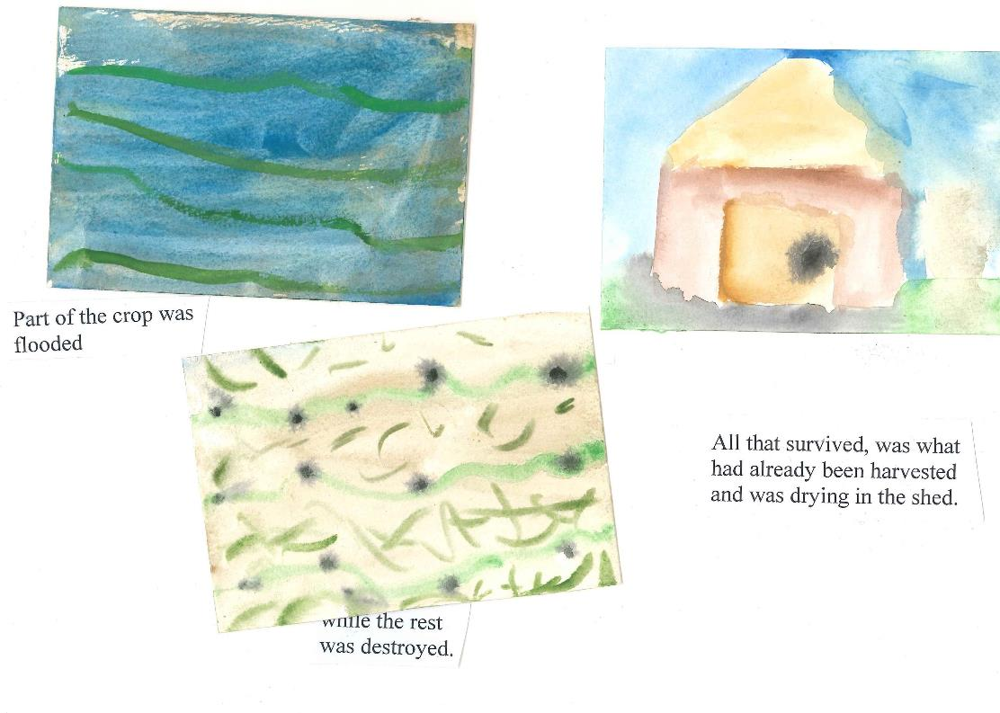 Part of the crop was
flooded
while the rest
was destroyed.
All that survived, was what
had already been harvested
and was drying in the shed.